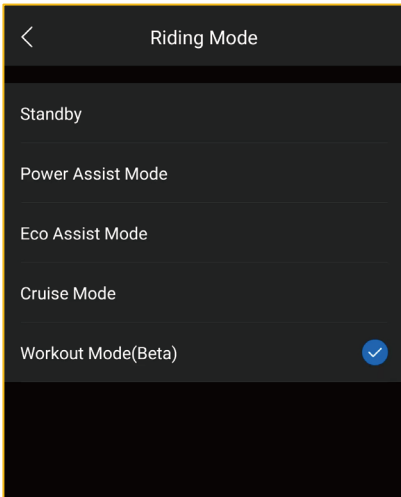 Riding Mode
Standby
Power Assist Mode
Eco Assist Mode
Cruise Mode
Workout Mode(Beta)